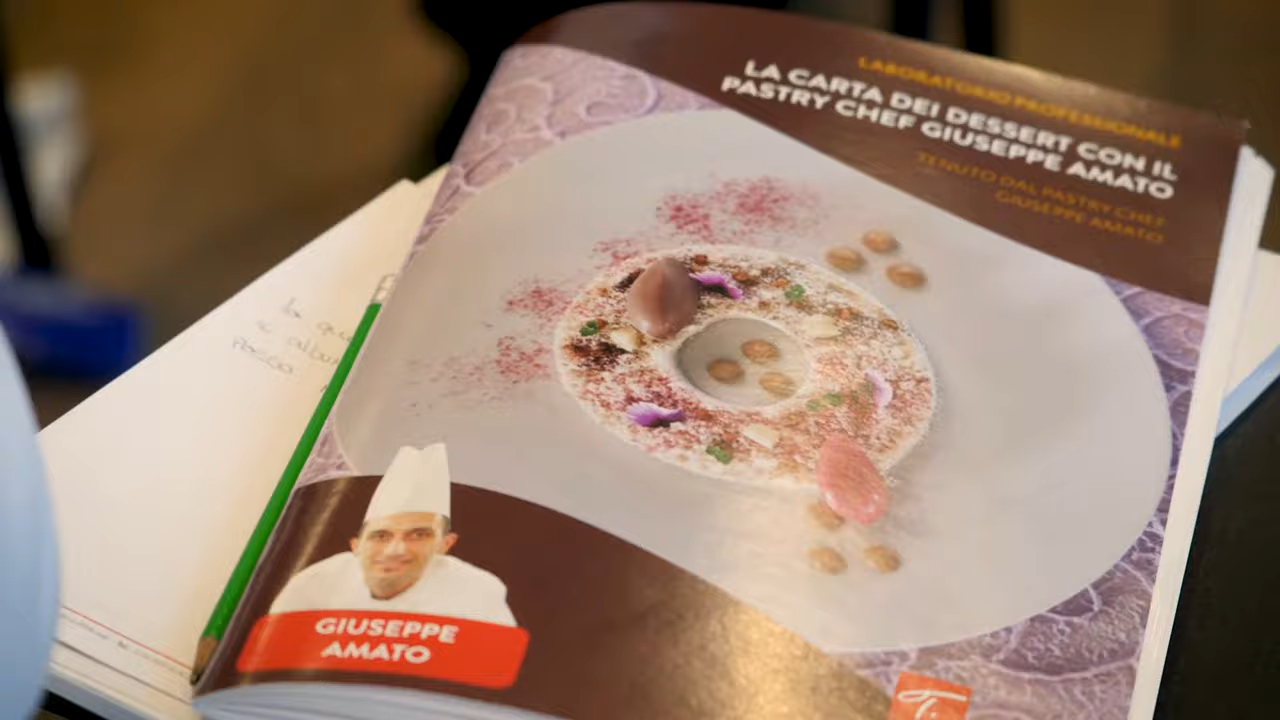 LABORATORIO PROFESSIONALE
LA CARTA DEI DESSERT CON IL
PASTRY CHEF GIUSEPPE AMATO
TENUTO DAL PASTRY CHEF
GIUSEPPE AMATO
GIUSEPPE
AMATO